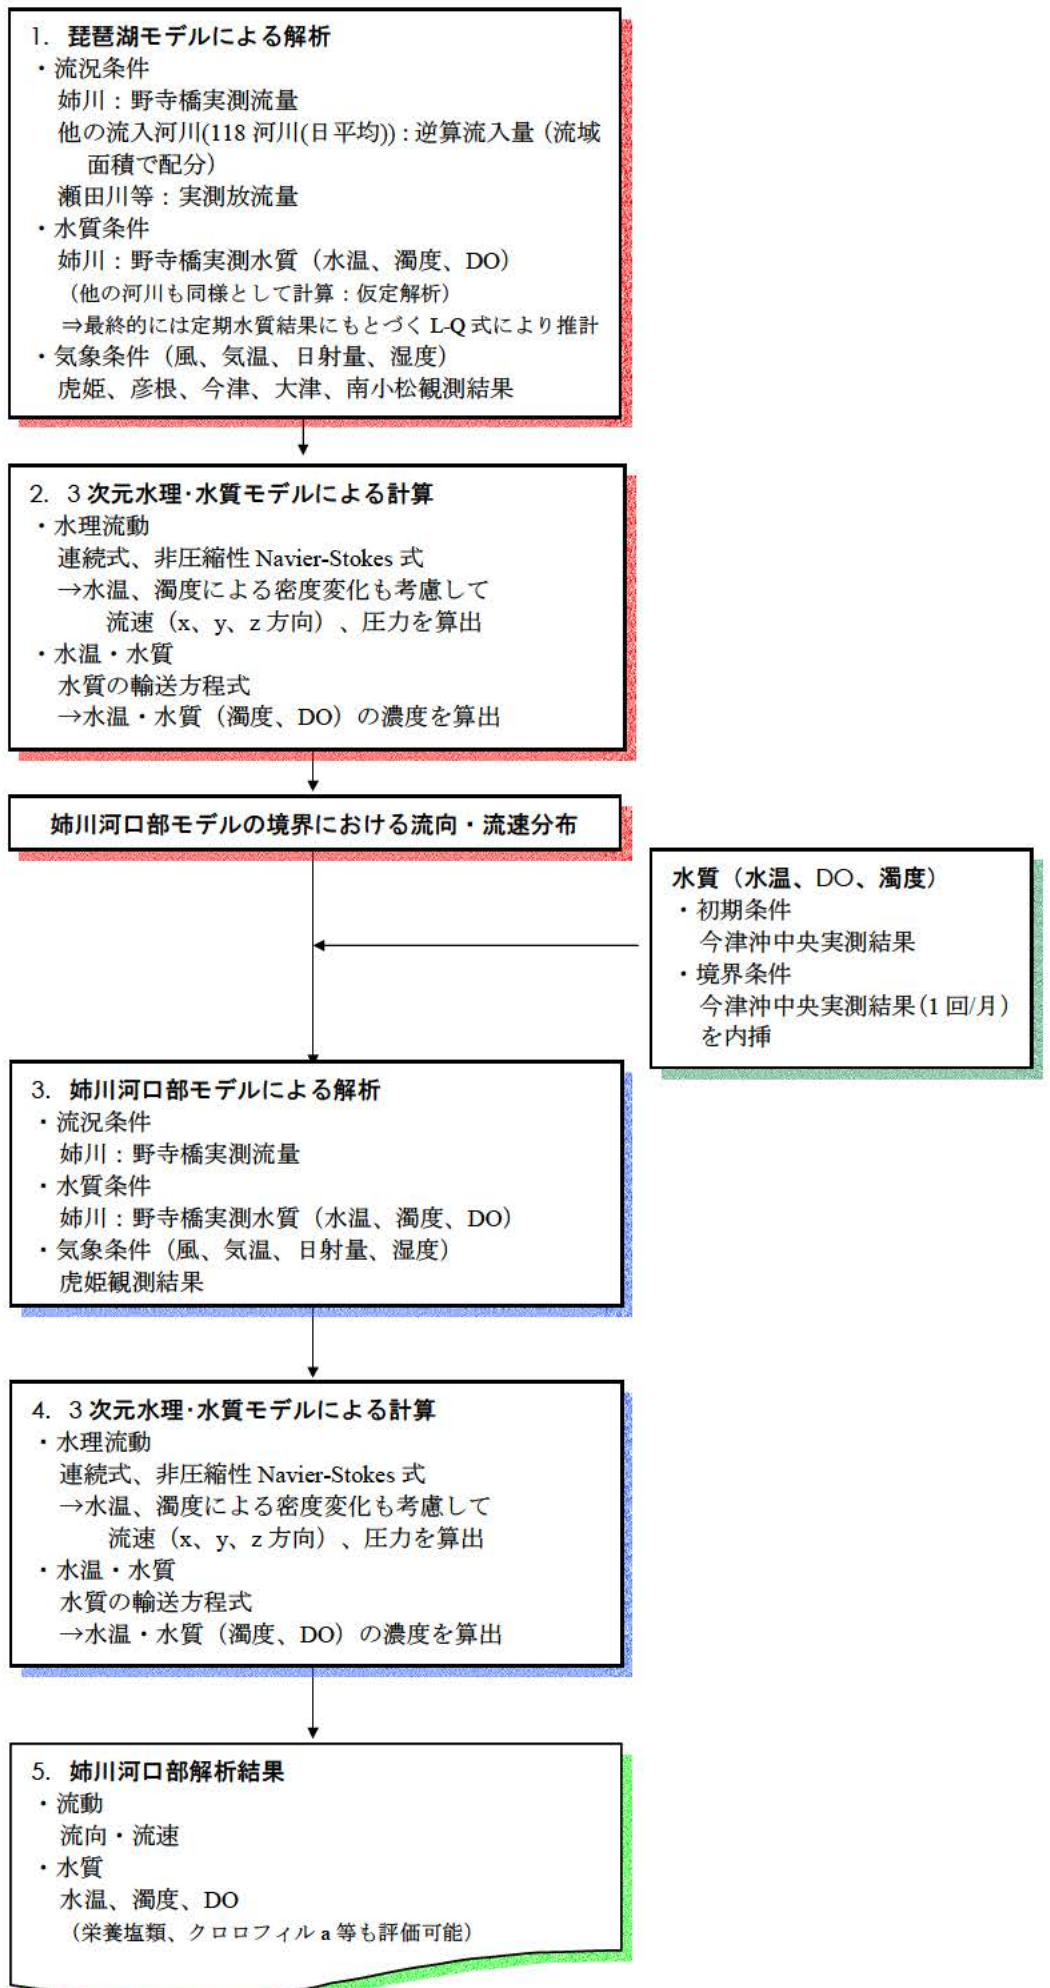 1. 琵琶湖モデルによる解析
・流況条件
姉川：野寺橋実測流量
他の流入河川(118 河川(日平均))：逆算流入量（流域
面積で配分）
瀬田川等：実測放流量
・水質条件
姉川：野寺橋実測水質（水温、濁度、DO）
（他の河川も同様として計算：仮定解析）
⇒最終的には定期水質結果にもとづく L-Q 式により推計
・気象条件（風、気温、日射量、湿度）
虎姫、彦根、今津、大津、南小松観測結果
2. 3 次元水理･水質モデルによる計算
・水理流動
連続式、非圧縮性 Navier-Stokes 式
→水温、濁度による密度変化も考慮して
流速（x、y、z 方向）、圧力を算出
・水温・水質
水質の輸送方程式
→水温・水質（濁度、DO）の濃度を算出
姉川河口部モデルの境界における流向・流速分布
水質（水温、DO、濁度）
・初期条件
今津沖中央実測結果
・境界条件
今津沖中央実測結果（1 回/月）
を内挿
3. 姉川河口部モデルによる解析
・流況条件
姉川：野寺橋実測流量
・水質条件
姉川：野寺橋実測水質（水温、濁度、DO）
・気象条件（風、気温、日射量、湿度）
虎姫観測結果
4. 3 次元水理･水質モデルによる計算
・水理流動
連続式、非圧縮性 Navier-Stokes 式
→水温、濁度による密度変化も考慮して
流速（x、y、z 方向）、圧力を算出
・水温・水質
水質の輸送方程式
→水温・水質（濁度、DO）の濃度を算出
5. 姉川河口部解析結果
・流動
流向・流速
・水質
水温、濁度、DO
（栄養塩類、クロロフィル a 等も評価可能）